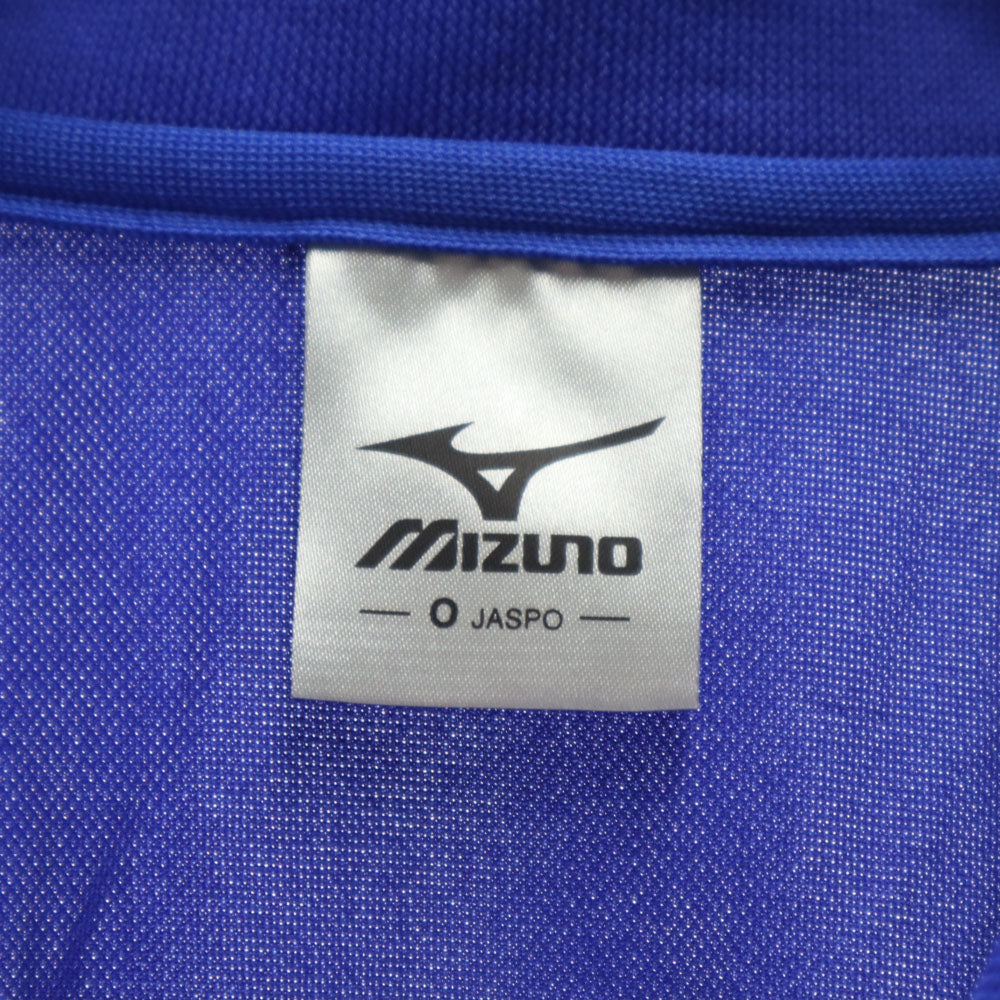 MIZUNO
— O JASPO —